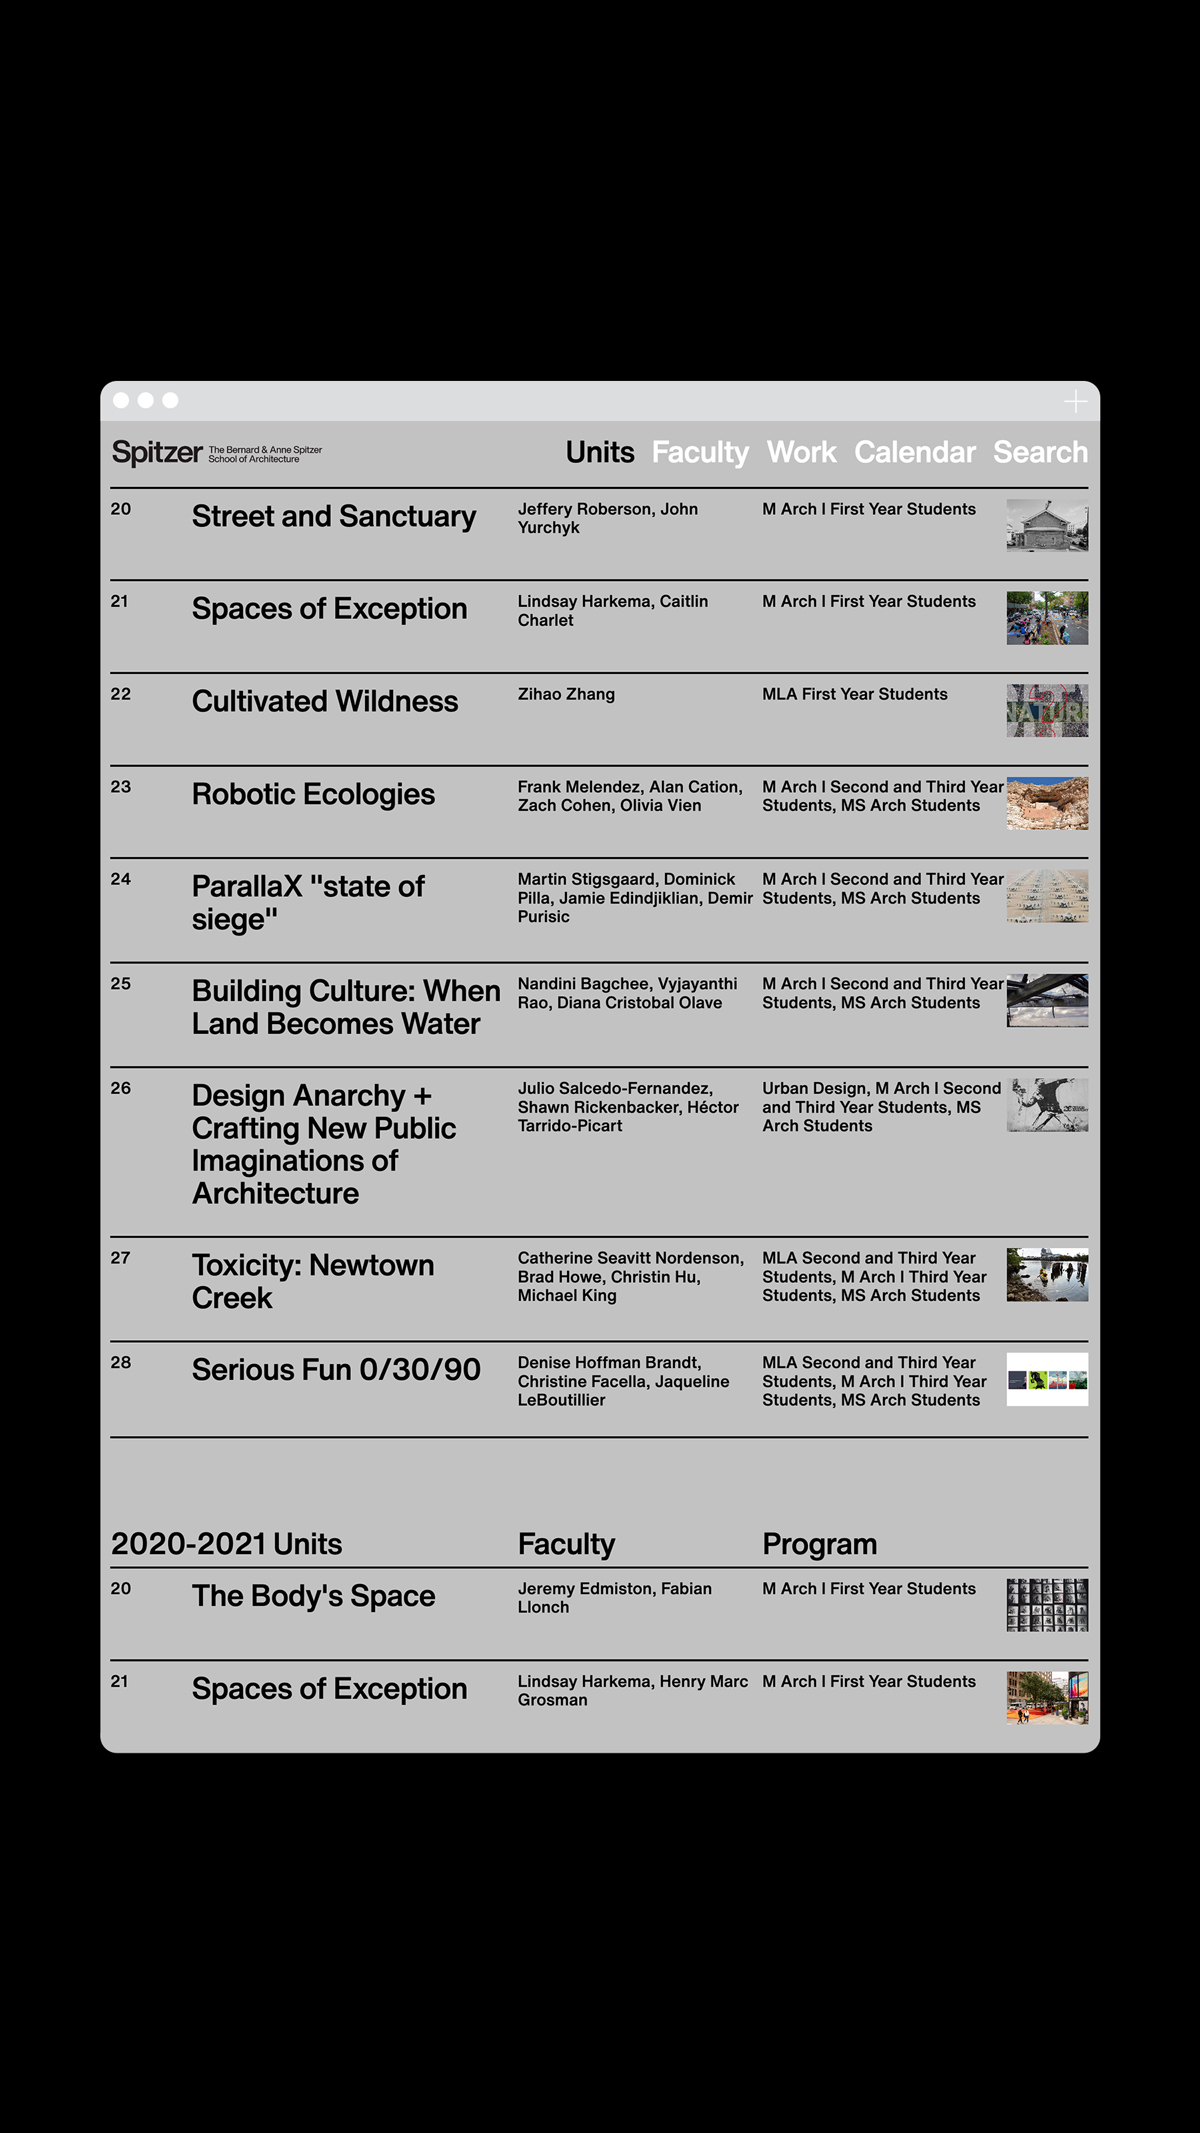 Spitzer
The Bernard & Anne Spitzer
School of Architecture
Units Faculty Work Calendar Search
20
Street and Sanctuary
Jeffery Roberson, John
Yurchyk
M Arch I First Year Students
21
Spaces of Exception
Lindsay Harkema, Caitlin
Charlet
M Arch I First Year Students
22
Cultivated Wildness
Zihao Zhang
MLA First Year Students
NATURE
23
Robotic Ecologies
Frank Melendez, Alan Cation,
Zach Cohen, Olivia Vien
M Arch I Second and Third Year
Students, MS Arch Students
24
ParallaX "state of
siege"
Martin Stigsgaard, Dominick
Pilla, Jamie Edindjiklian, Demir
Purisic
M Arch I Second and Third Year
Students, MS Arch Students
25
Building Culture: When
Land Becomes Water
Nandini Bagchee, Vyjayanthi
Rao, Diana Cristobal Olave
M Arch I Second and Third Year
Students, MS Arch Students
26
Design Anarchy +
Crafting New Public
Imaginations of
Architecture
Julio Salcedo-Fernandez,
Shawn Rickenbacker, Héctor
Tarrido-Picart
Urban Design, M Arch I Second
and Third Year Students, MS
Arch Students
27
Toxicity: Newtown
Creek
Catherine Seavitt Nordenson,
Brad Howe, Christin Hu,
Michael King
MLA Second and Third Year
Students, M Arch I Third Year
Students, MS Arch Students
28
Serious Fun 0/30/90
Denise Hoffman Brandt,
Christine Facella, Jaqueline
LeBoutillier
MLA Second and Third Year
Students, M Arch I Third Year
Students, MS Arch Students
2020-2021 Units
Faculty
Program
20
The Body's Space
Jeremy Edmiston, Fabian
Llonch
M Arch I First Year Students
21
Spaces of Exception
Lindsay Harkema, Henry Marc
Grosman
M Arch I First Year Students